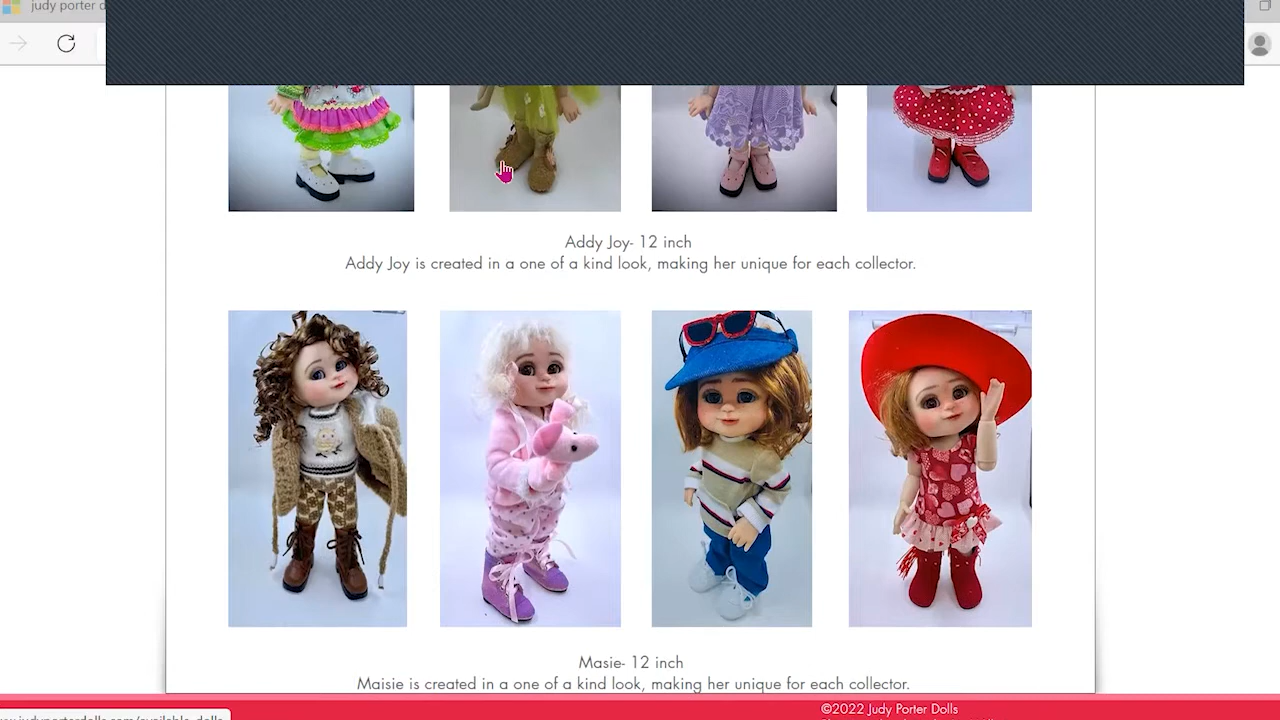 judy porter d
Addy Joy- 12 inch
Addy Joy is created in a one of a kind look, making her unique for each collector.
Masie- 12 inch
Maisie is created in a one of a kind look, making her unique for each collector.
©2022 Judy Porter Dolls